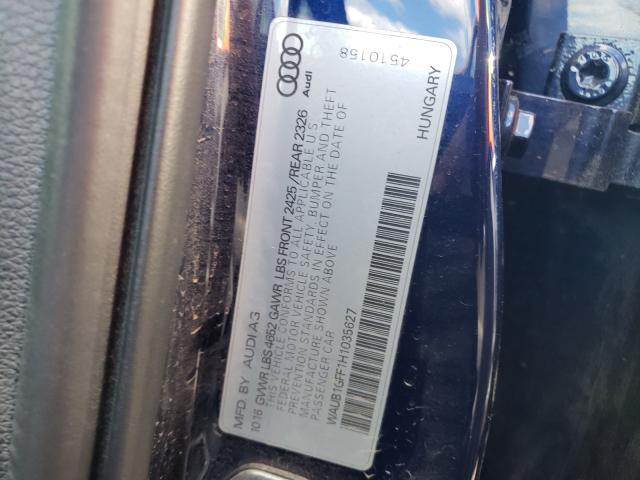 MFD. BY AUDI AG
10 16 GVWR LBS 4652 GAWR LBS FRONT 2425 /REAR 2326
THIS VEHICLE CONFORMS TO ALL APPLICABLE U.S.
FEDERAL MOTOR VEHICLE SAFETY, BUMPER AND THEFT
PREVENTION STANDARDS IN EFFECT ON THE DATE OF
MANUFACTURE SHOWN ABOVE
PASSENGER CAR
WAUB1GFF1H1035627
Audi
4510158
HUNGARY